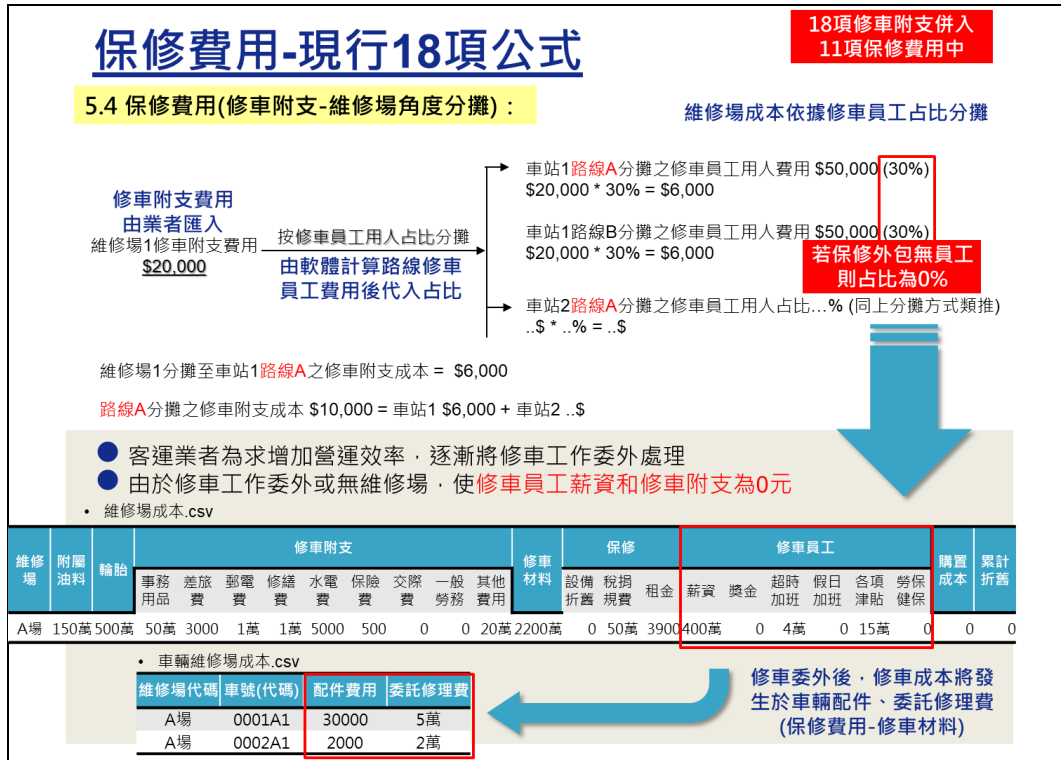 保修費用-現行18項公式
18項修車附支併入
11項保修費用中
5.4 保修費用(修車附支-維修場角度分攤)：
維修場成本依據修車員工占比分攤
修車附支費用
由業者匯入
維修場1修車附支費用
$20,000
按修車員工用人占比分攤
由軟體計算路線修車
員工費用後代入占比
車站1路線A分攤之修車員工用人費用 $50,000 (30%)
$20,000 * 30% = $6,000
車站1路線B分攤之修車員工用人費用 $50,000 (30%)
$20,000 * 30% = $6,000
若保修外包無員工
則占比為0%
車站2路線A分攤之修車員工用人占比…% (同上分攤方式類推)
..$ * ..% = ..$
維修場1分攤至車站1路線A之修車附支成本 = $6,000
路線A分攤之修車附支成本 $10,000 = 車站1 $6,000 + 車站2 ..$
● 客運業者為求增加營運效率，逐漸將修車工作委外處理
● 由於修車工作委外或無維修場，使修車員工薪資和修車附支為0元
• 維修場成本.csv
維修場 附屬油料 輪胎 修車附支 修車材料 保修 修車員工 購置成本 累計折舊
事務用品 差旅費 郵電費 修繕費 水電費 保險費 交際費 一般勞務 其他費用 設備折舊 稅捐規費 租金 薪資 獎金 超時加班 假日加班 各項津貼 勞保健保
A場 150萬 500萬 50萬 3000 1萬 1萬 5000 500 0 0 20萬 2200萬 0 50萬 3900 400萬 0 4萬 0 15萬 0 0 0
• 車輛維修場成本.csv
維修場代碼 車號(代碼) 配件費用 委託修理費
A場 0001A1 30000 5萬
A場 0002A1 2000 2萬
修車委外後，修車成本將發
生於車輛配件、委託修理費
(保修費用-修車材料)